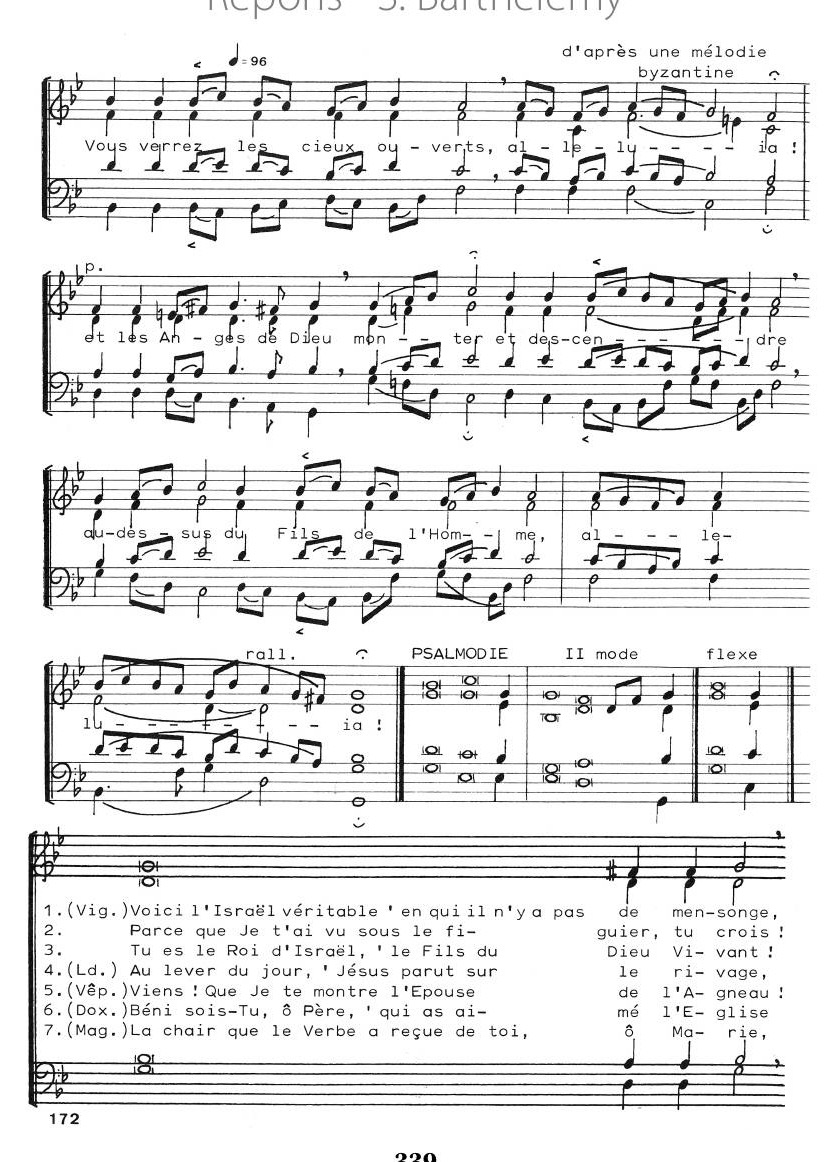 Répons - S. Barthélémy
♩=96
d'après une mélodie
byzantine
Vous verrez les cieux ou-verts, al-le-lu----ia !
p.
et les An-ges de Dieu mon--ter et des-cen-----dre
au-des-sus du Fils de l'Hom--me, al---le-
rall.
lu-------ia !
PSALMODIE II mode flexe
1.(Vig.)Voici l'Israël véritable ' en qui il n'y a pas de men-songe,
2. Parce que Je t'ai vu sous le fi- guier, tu crois !
3. Tu es le Roi d'Israël, ' le Fils du Dieu Vi-vant !
4.(Ld.) Au lever du jour, ' Jésus parut sur le ri-vage,
5.(Vêp.)Viens ! Que Je te montre l'Epouse de l'A-gneau !
6.(Dox.)Béni sois-Tu, ô Père, ' qui as ai- mé l'E-glise
7.(Mag.)La chair que le Verbe a reçue de toi, ô Ma-rie,
172
339